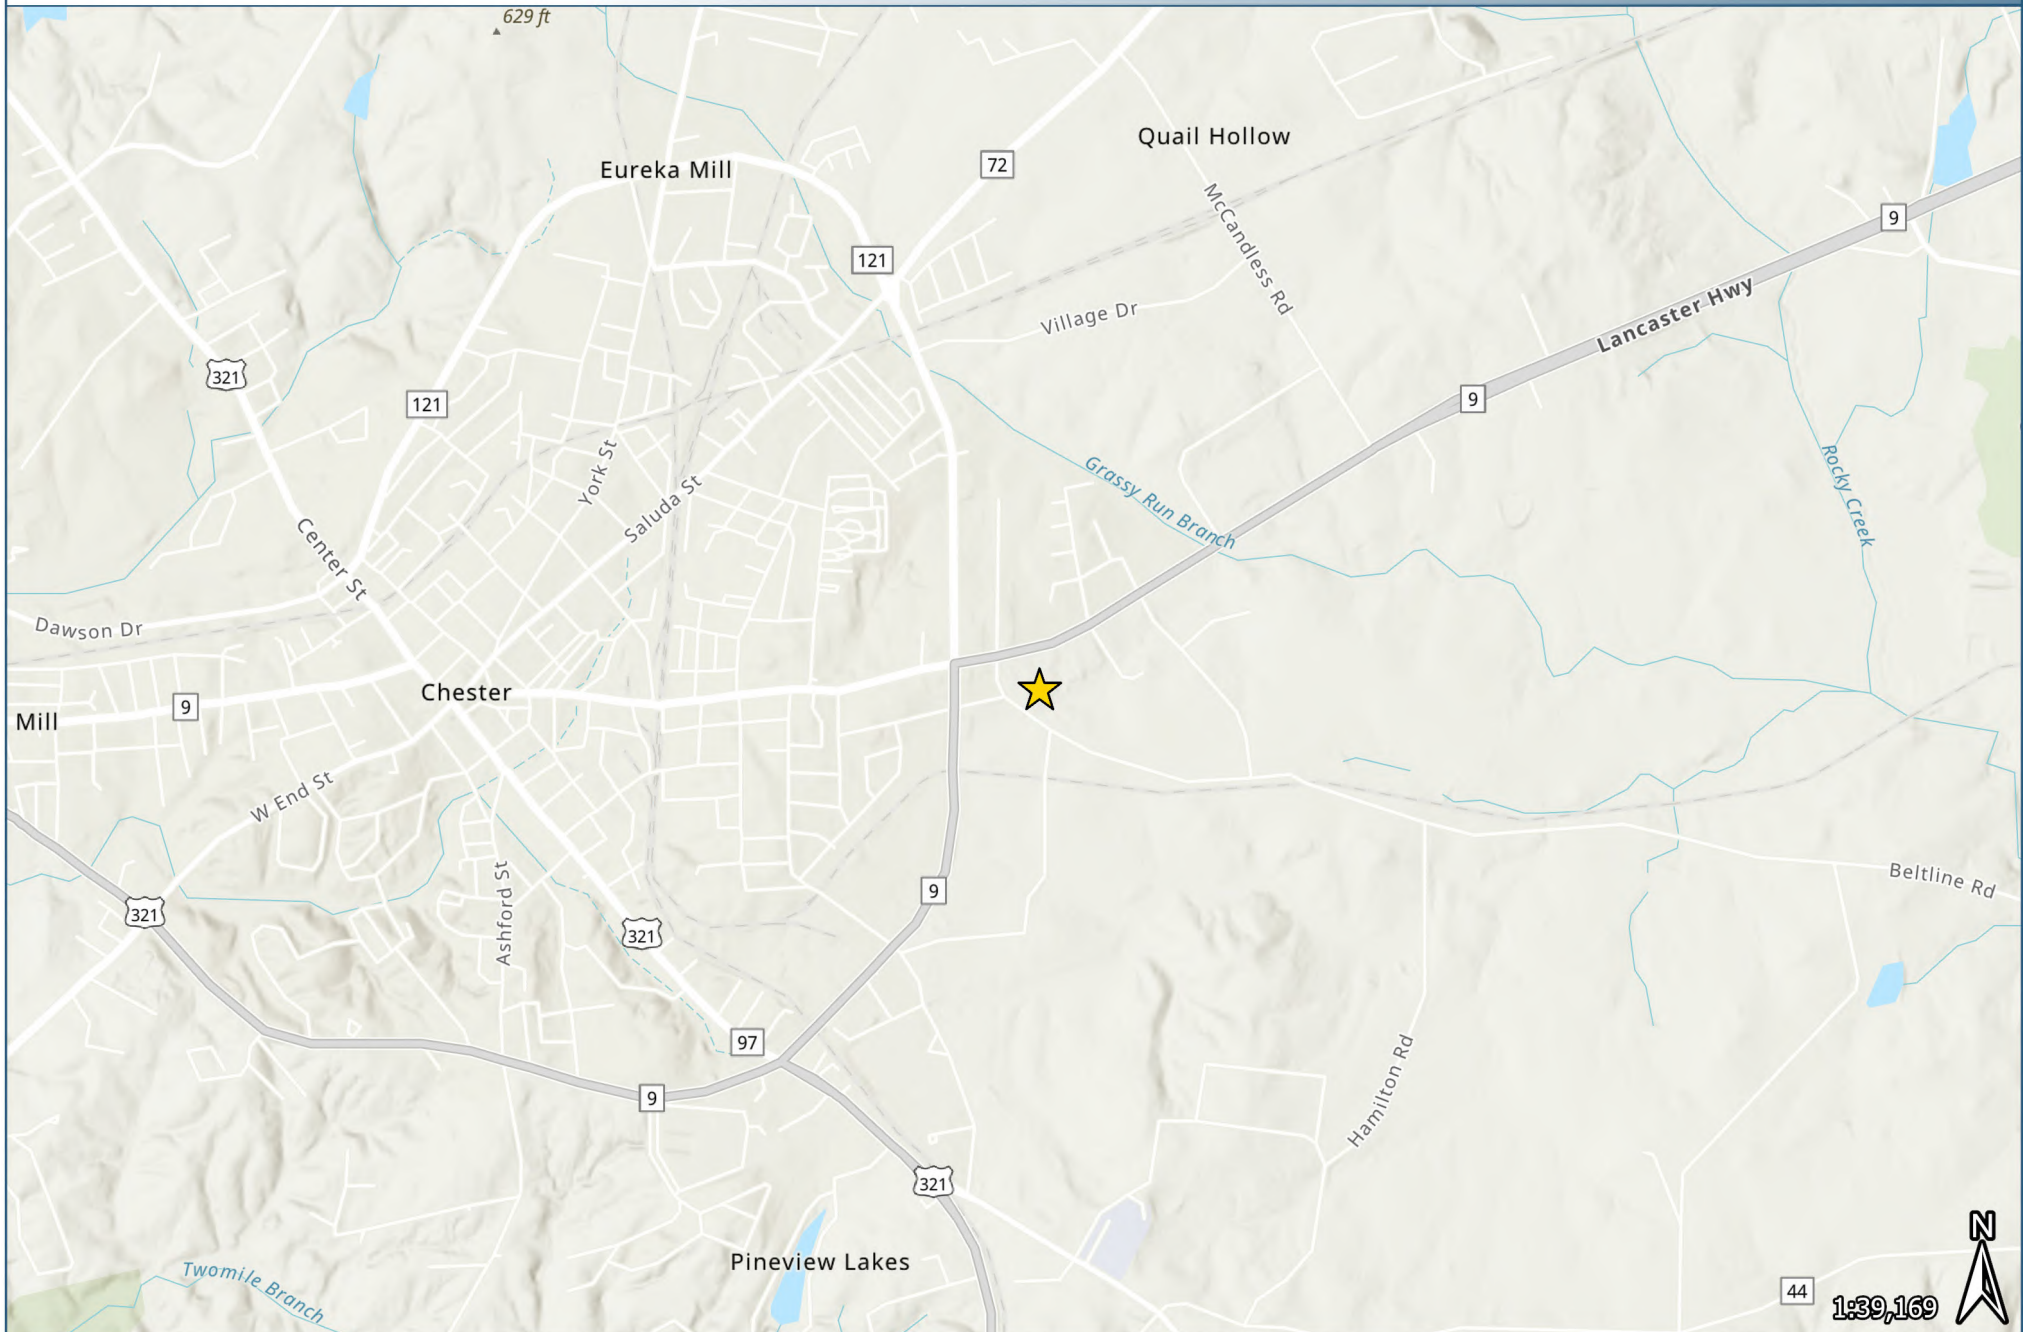 629 ft
Quail Hollow
72
Eureka Mill
McCandless Rd
9
121
Lancaster Hwy
Village Dr
321
121
9
York St
Saluda St
Grassy Run Branch
Rocky Creek
Center St
Dawson Dr
Chester
9
Mill
W End St
Beltline Rd
Ashford St
9
321
321
97
Hamilton Rd
9
321
Pineview Lakes
Twomile Branch
44
N
1:39,169